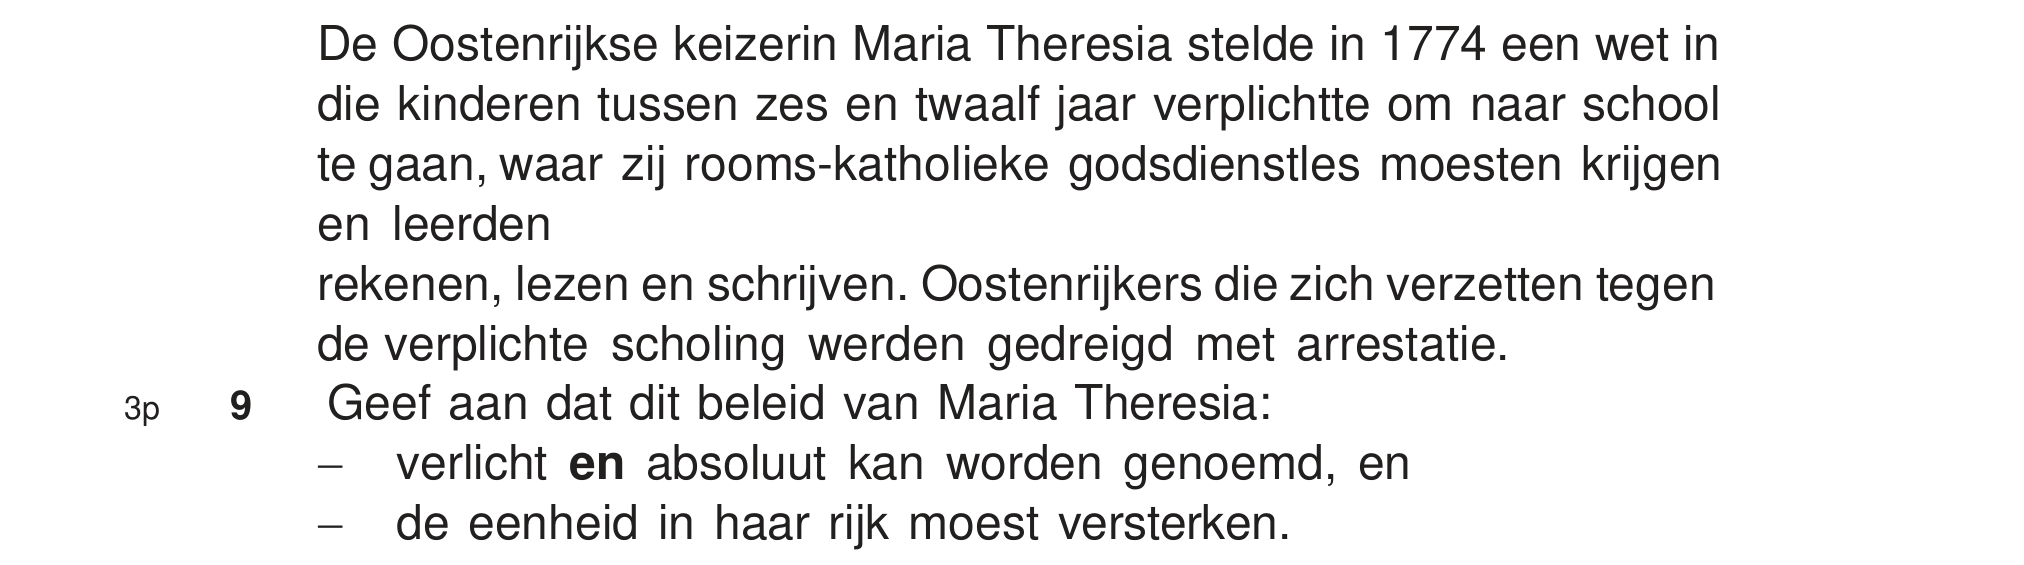 De Oostenrijkse keizerin Maria Theresia stelde in 1774 een wet in
die kinderen tussen zes en twaalf jaar verplichtte om naar school
te gaan, waar zij rooms-katholieke godsdienstles moesten krijgen
en leerden
rekenen, lezen en schrijven. Oostenrijkers die zich verzetten tegen
de verplichte scholing werden gedreigd met arrestatie.
3p 9 Geef aan dat dit beleid van Maria Theresia:
– verlicht en absoluut kan worden genoemd, en
– de eenheid in haar rijk moest versterken.